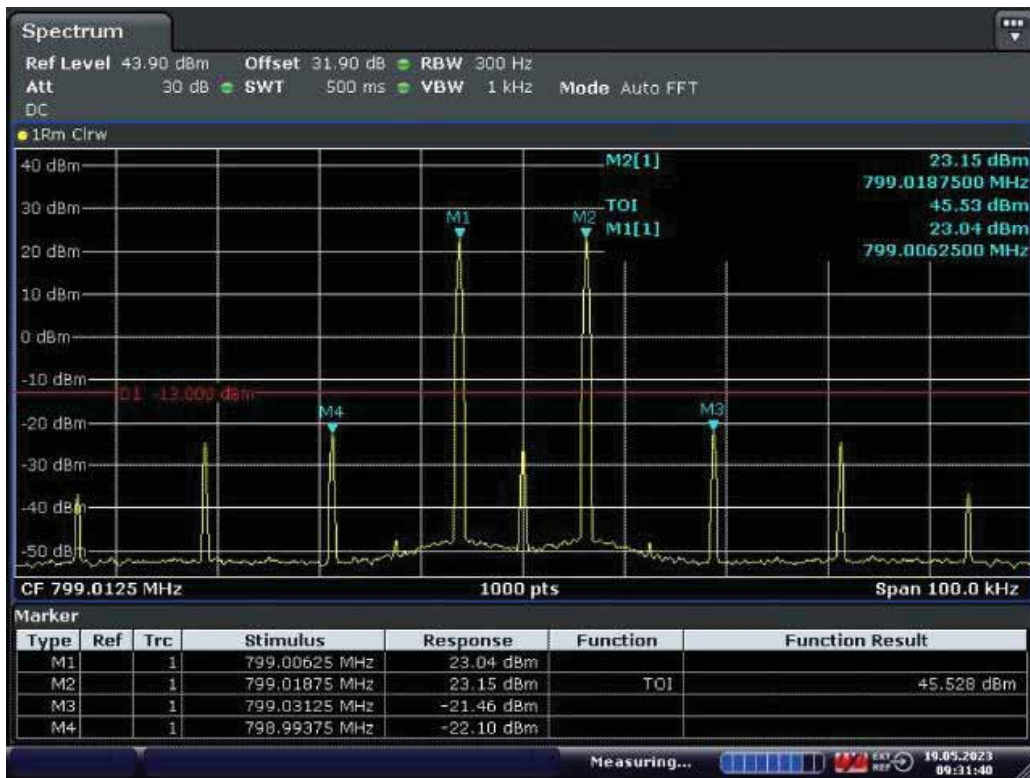 Spectrum
Ref Level 43.90 dBm Offset 31.90 dB RBW 300 Hz
Att 30 dB SWT 500 ms VBW 1 kHz Mode Auto FFT
DC
1Rm Clrw
40 dBm M2[1] 23.15 dBm
799.0187500 MHz
30 dBm TOI 45.53 dBm
M1 M2 M1[1] 23.04 dBm
20 dBm 799.0062500 MHz
10 dBm
0 dBm
-10 dBm
D1 -13.000 dBm
M4 M3
-20 dBm
-30 dBm
-40 dBm
-50 dBm
CF 799.0125 MHz 1000 pts Span 100.0 kHz
Marker
Type Ref Trc Stimulus Response Function Function Result
M1 1 799.00625 MHz 23.04 dBm
M2 1 799.01875 MHz 23.15 dBm TOI 45.528 dBm
M3 1 799.03125 MHz -21.46 dBm
M4 1 798.99375 MHz -22.10 dBm
Measuring... EXT REF 19.05.2023
09:31:40